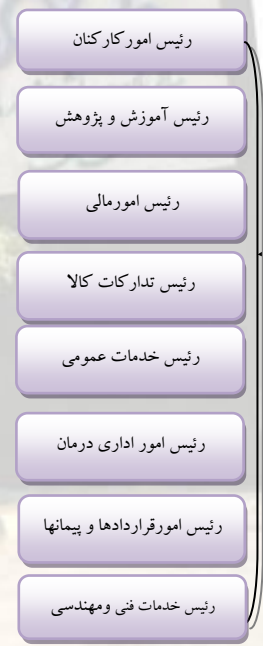 رئیس امورکارکنان
رئیس آموزش و پژوهش
رئیس امورمالی
رئیس تدارکات کالا
رئیس خدمات عمومی
رئیس امور اداری درمان
رئیس امورقراردادها و پیمانها
رئیس خدمات فنی ومهندسی